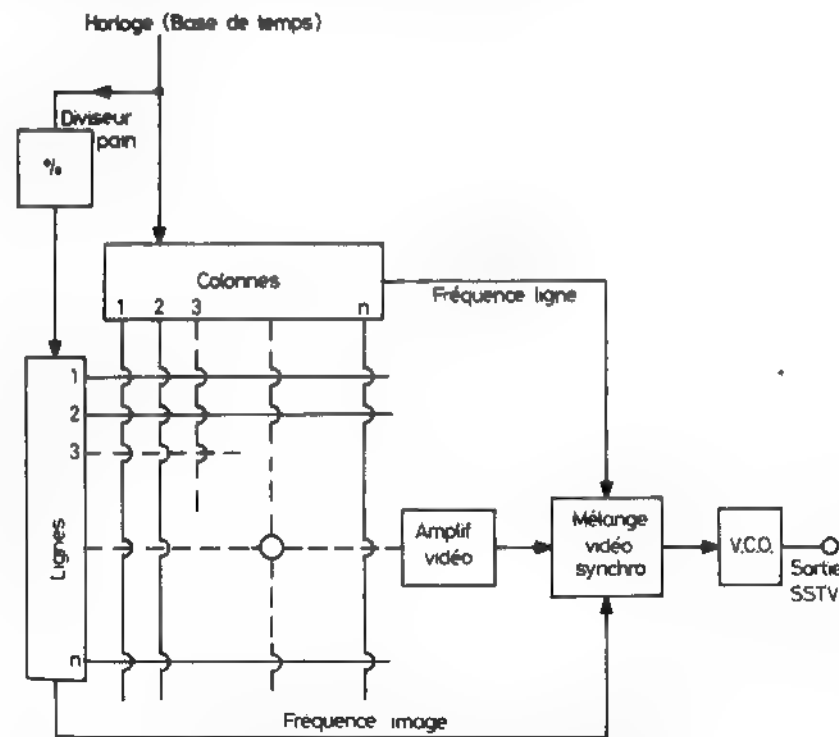 Horloge (Base de temps)
Diviseur
pain
Colonnes
1 2 3 n
Fréquence ligne
1
2
3
Lignes
n
Amplif
vidéo
Mélange
vidéo
synchro
V.C.O.
Sortie
SSTV
Fréquence image